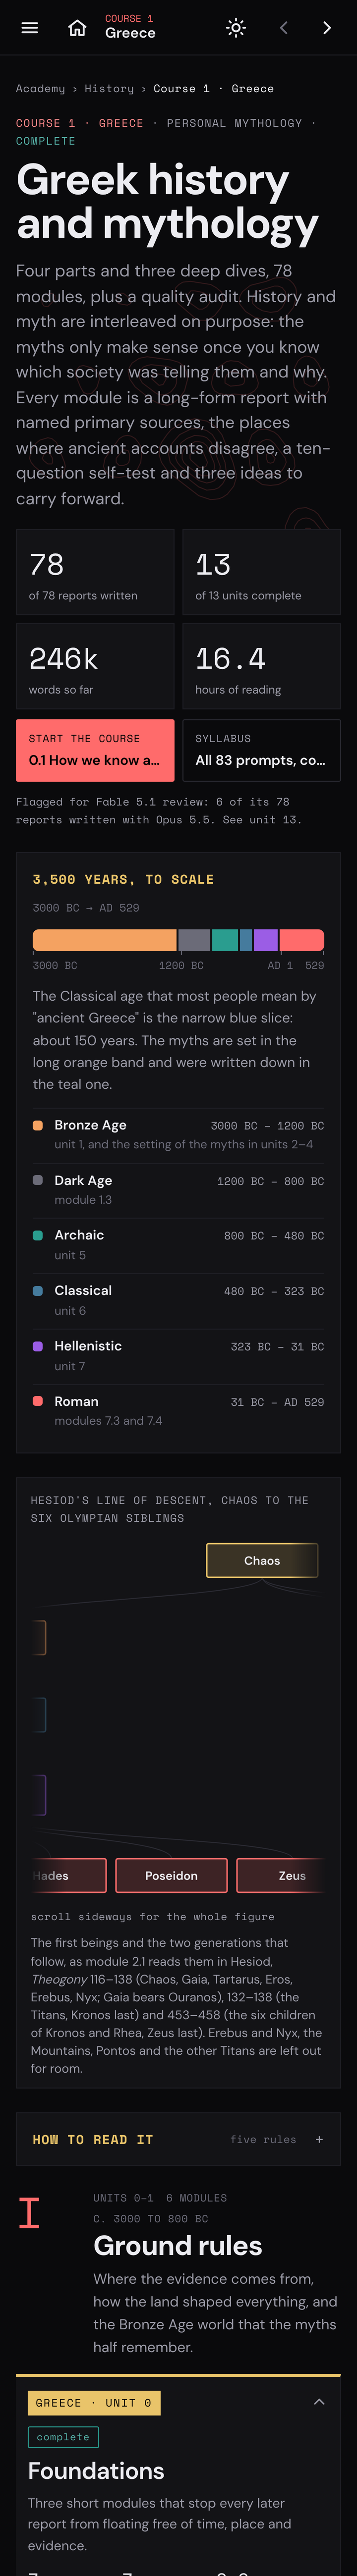 COURSE 1
Greece
Academy › History › Course 1 · Greece
COURSE 1 · GREECE · PERSONAL MYTHOLOGY ·
COMPLETE
Greek history
and mythology
Four parts and three deep dives, 78
modules, plus a quality audit. History and
myth are interleaved on purpose: the
myths only make sense once you know
which society was telling them and why.
Every module is a long-form report with
named primary sources, the places
where ancient accounts disagree, a ten-
question self-test and three ideas to
carry forward.
78
of 78 reports written
13
of 13 units complete
246k
words so far
16.4
hours of reading
START THE COURSE
0.1 How we know a...
SYLLABUS
All 83 prompts, co...
Flagged for Fable 5.1 review: 6 of its 78
reports written with Opus 5.5. See unit 13.
3,500 YEARS, TO SCALE
3000 BC → AD 529
3000 BC 1200 BC AD 1 529
The Classical age that most people mean by
"ancient Greece" is the narrow blue slice:
about 150 years. The myths are set in the
long orange band and were written down in
the teal one.
Bronze Age 3000 BC – 1200 BC
unit 1, and the setting of the myths in units 2–4
Dark Age 1200 BC – 800 BC
module 1.3
Archaic 800 BC – 480 BC
unit 5
Classical 480 BC – 323 BC
unit 6
Hellenistic 323 BC – 31 BC
unit 7
Roman 31 BC – AD 529
modules 7.3 and 7.4
HESIOD'S LINE OF DESCENT, CHAOS TO THE
SIX OLYMPIAN SIBLINGS
Chaos
Hades Poseidon Zeus
scroll sideways for the whole figure
The first beings and the two generations that
follow, as module 2.1 reads them in Hesiod,
Theogony 116–138 (Chaos, Gaia, Tartarus, Eros,
Erebus, Nyx; Gaia bears Ouranos), 132–138 (the
Titans, Kronos last) and 453–458 (the six children
of Kronos and Rhea, Zeus last). Erebus and Nyx, the
Mountains, Pontos and the other Titans are left out
for room.
HOW TO READ IT five rules +
I
UNITS 0–1 6 MODULES
C. 3000 TO 800 BC
Ground rules
Where the evidence comes from,
how the land shaped everything, and
the Bronze Age world that the myths
half remember.
GREECE · UNIT 0
complete
Foundations
Three short modules that stop every later
report from floating free of time, place and
evidence.